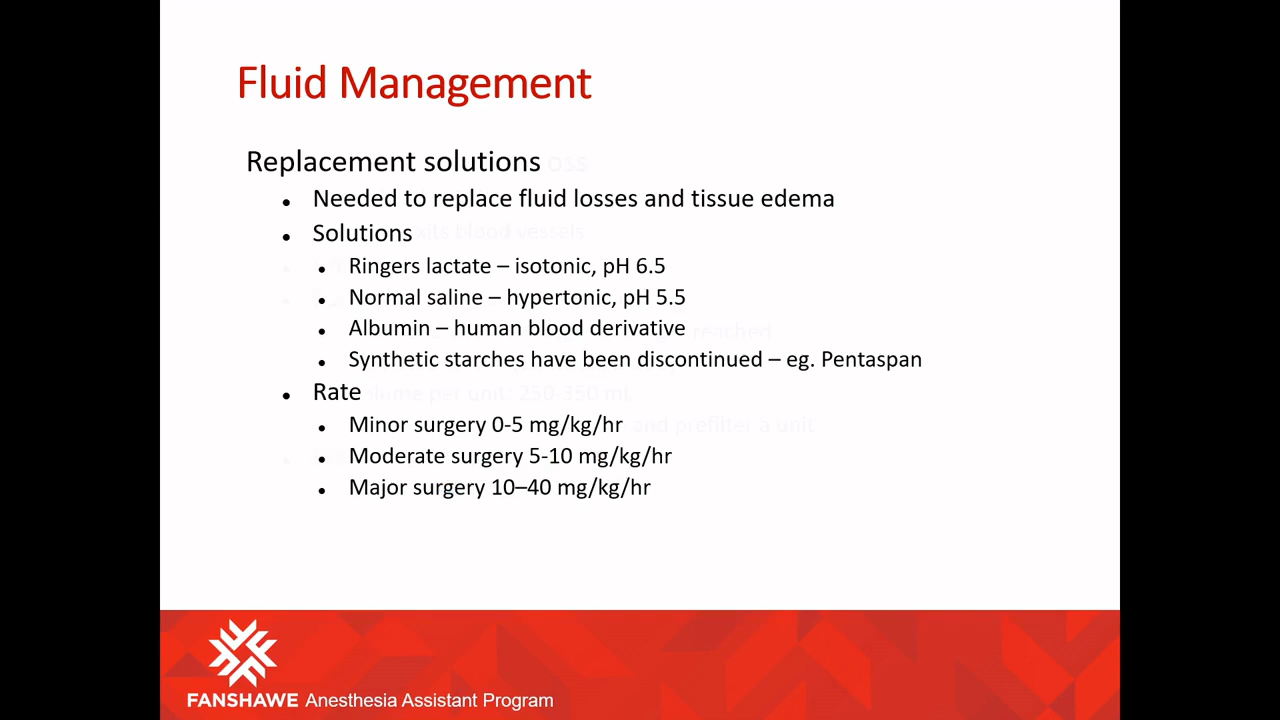 Fluid Management
Replacement solutions
• Needed to replace fluid losses and tissue edema
• Solutions
• Ringers lactate – isotonic, pH 6.5
• Normal saline – hypertonic, pH 5.5
• Albumin – human blood derivative
• Synthetic starches have been discontinued – eg. Pentaspan
• Rate
• Minor surgery 0-5 mg/kg/hr
• Moderate surgery 5-10 mg/kg/hr
• Major surgery 10–40 mg/kg/hr
FANSHAWE Anesthesia Assistant Program